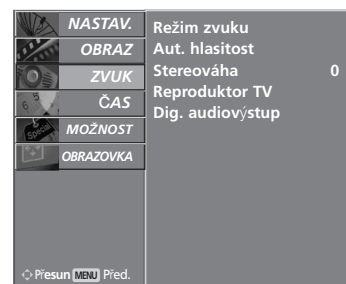 NASTAV.
OBRAZ
ZVUK
ČAS
MOŽNOST
OBRAZOVKA
Přesun MENU Před.
Režim zvuku
Aut. hlasitost
Stereováha 0
Reproduktor TV
Dig. audiovýstup